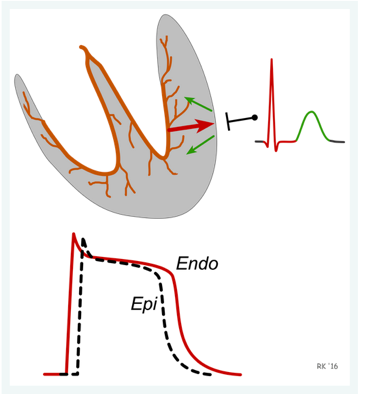 Endo
Epi
RK '16